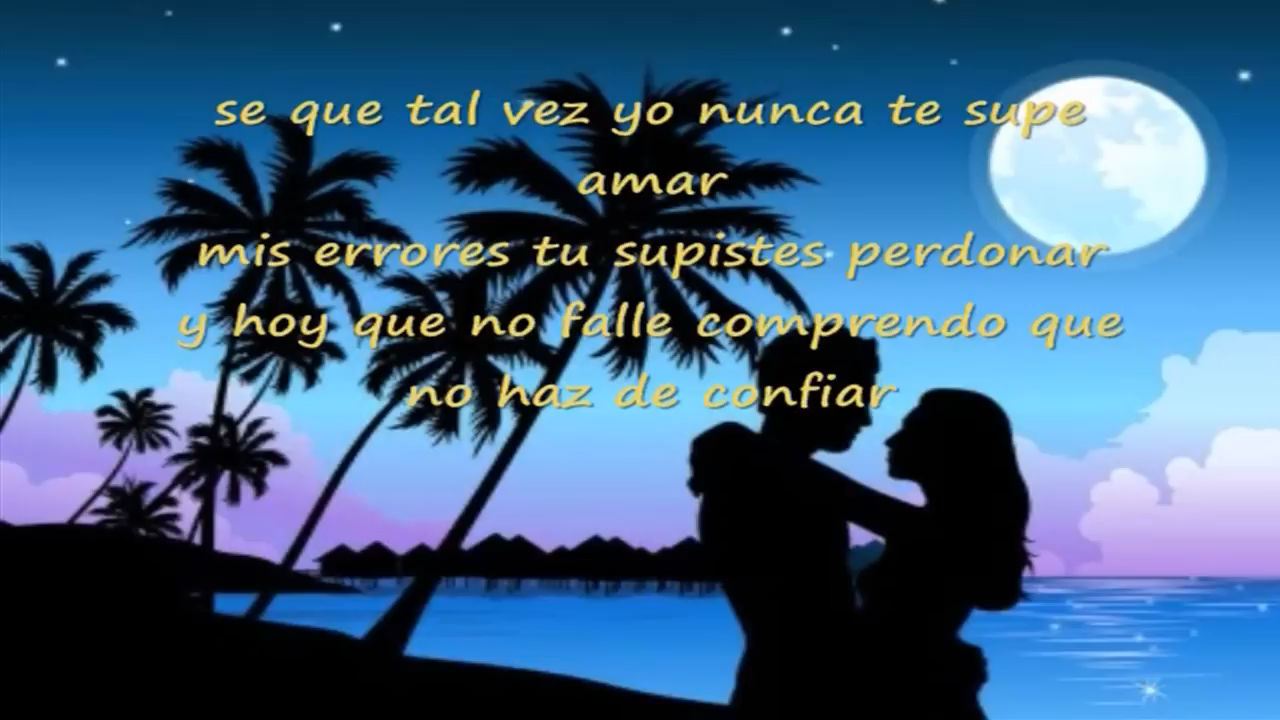 se que tal vez yo nunca te supe
amar
mis errores tu supistes perdonar
y hoy que no falle comprendo que
no haz de confiar